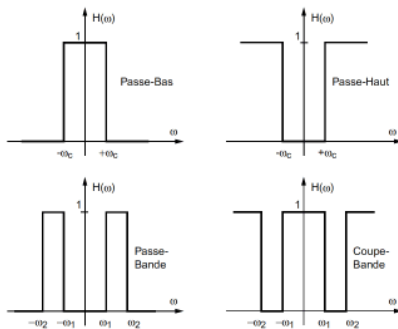 H(ω)
1
Passe-Bas
ω
-ωc
+ωc
H(ω)
1
Passe-Haut
ω
-ωc
+ωc
H(ω)
1
Passe-
Bande
ω
−ω2
−ω1
ω1
ω2
H(ω)
1
Coupe-
Bande
ω
−ω2
−ω1
ω1
ω2